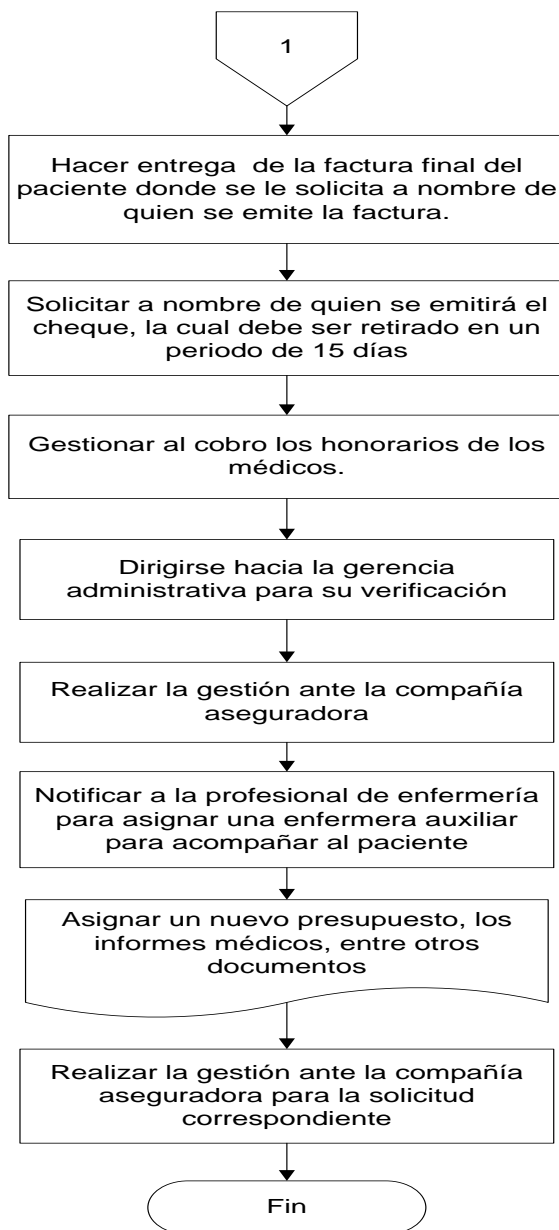 1
Hacer entrega de la factura final del
paciente donde se le solicita a nombre de
quien se emite la factura.
Solicitar a nombre de quien se emitirá el
cheque, la cual debe ser retirado en un
periodo de 15 días
Gestionar al cobro los honorarios de los
médicos.
Dirigirse hacia la gerencia
administrativa para su verificación
Realizar la gestión ante la compañía
aseguradora
Notificar a la profesional de enfermería
para asignar una enfermera auxiliar
para acompañar al paciente
Asignar un nuevo presupuesto, los
informes médicos, entre otros
documentos
Realizar la gestión ante la compañía
aseguradora para la solicitud
correspondiente
Fin